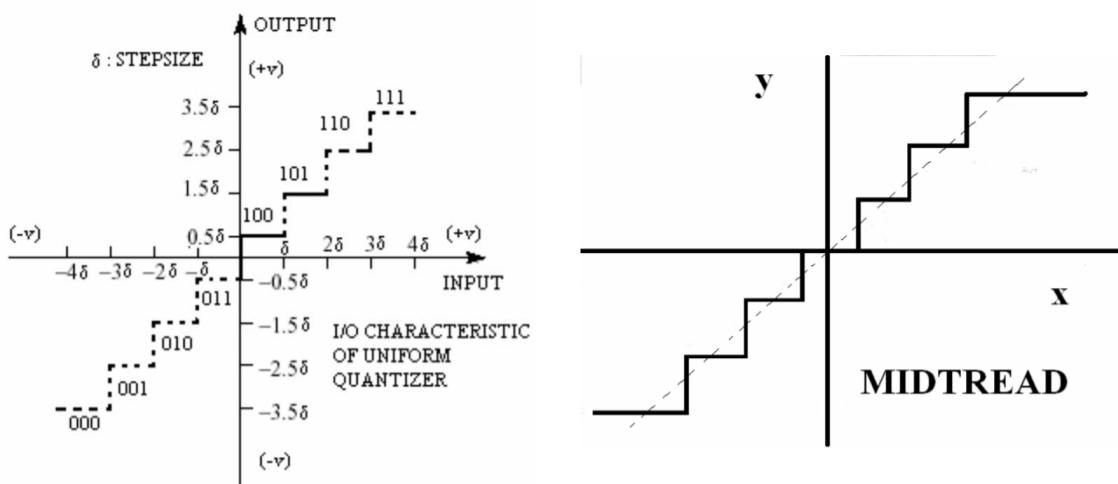 OUTPUT
δ : STEPSIZE
(+v)
3.5δ
111
110
2.5δ
101
1.5δ
100
(-v)
0.5δ
δ 2δ 3δ 4δ
(+v)
−4δ −3δ −2δ −δ
INPUT
−0.5δ
011
−1.5δ
010
I/O CHARACTERISTIC
OF UNIFORM
QUANTIZER
−2.5δ
001
−3.5δ
000
(-v)
y
x
MIDTREAD